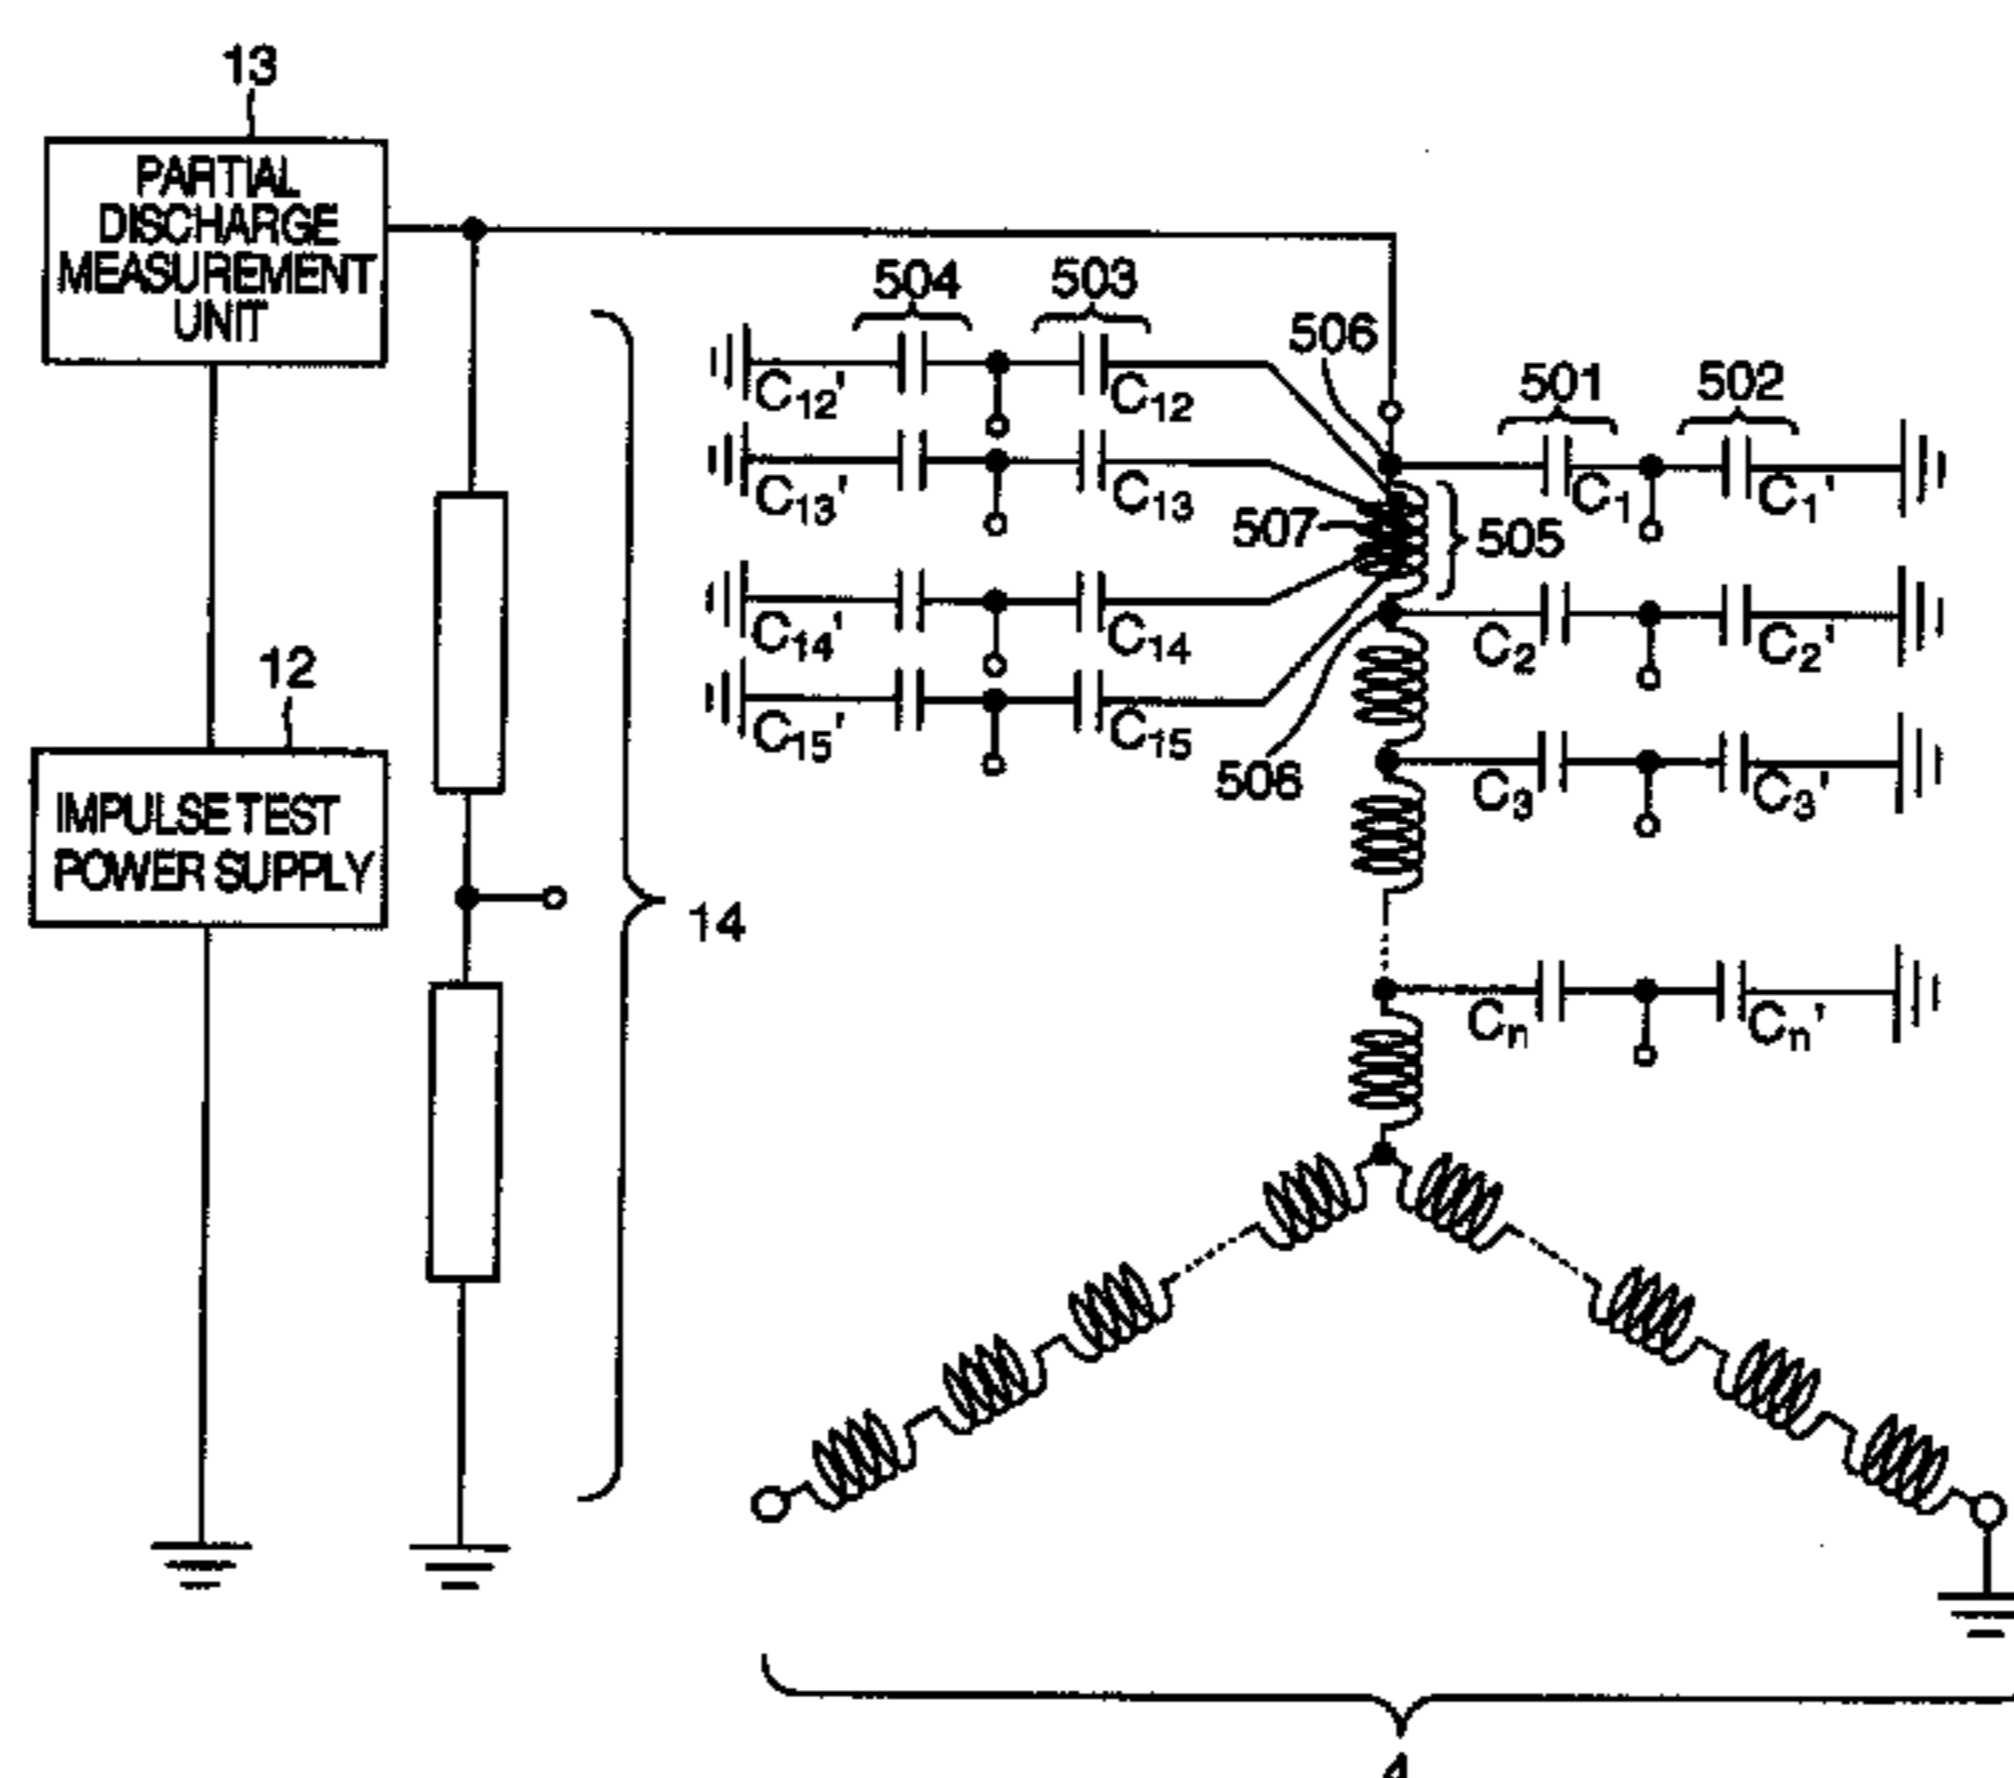 13
PARTIAL
DISCHARGE
MEASUREMENT
UNIT
504
503
506
501
502
C12'
C12
C13'
C13
C1
C1'
507
505
C14'
C14
C2
C2'
12
C15'
C15
506
C3
C3'
IMPULSE TEST
POWER SUPPLY
14
Cn
Cn'
4